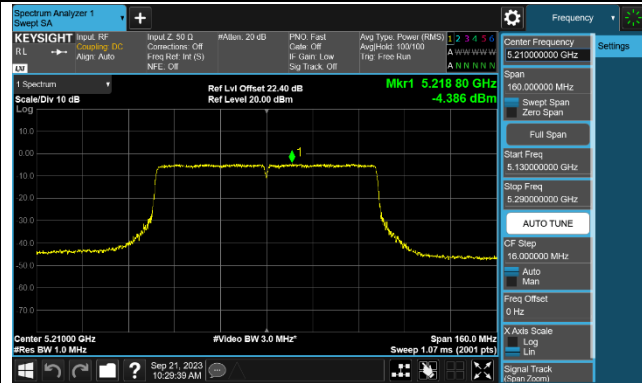 Spectrum Analyzer 1
Swept SA
Frequency
KEYSIGHT
RL
LXI
Input: RF
Coupling: DC
Align: Auto
Input Z: 50 Ω
Corrections: Off
Freq Ref: Int (S)
NFE: Off
#Atten: 20 dB
PNO: Fast
Gate: Off
IF Gain: Low
Sig Track: Off
Avg Type: Power (RMS)
Avg|Hold: 100/100
Trig: Free Run
1 2 3 4 5 6
A W W W W W
A N N N N N
1 Spectrum
Scale/Div 10 dB
Log
Ref Lvl Offset 22.40 dB
Ref Level 20.00 dBm
Mkr1 5.218 80 GHz
-4.386 dBm
10.0
0.00
-10.0
-20.0
-30.0
-40.0
-50.0
-60.0
-70.0
1
Center 5.21000 GHz
#Res BW 1.0 MHz
#Video BW 3.0 MHz*
Span 160.0 MHz
Sweep 1.07 ms (2001 pts)
Sep 21, 2023
10:29:39 AM
Settings
Center Frequency
5.210000000 GHz
Span
160.000000 MHz
Swept Span
Zero Span
Full Span
Start Freq
5.130000000 GHz
Stop Freq
5.290000000 GHz
AUTO TUNE
CF Step
16.000000 MHz
Auto
Man
Freq Offset
0 Hz
X Axis Scale
Log
Lin
Signal Track
(Span Zoom)